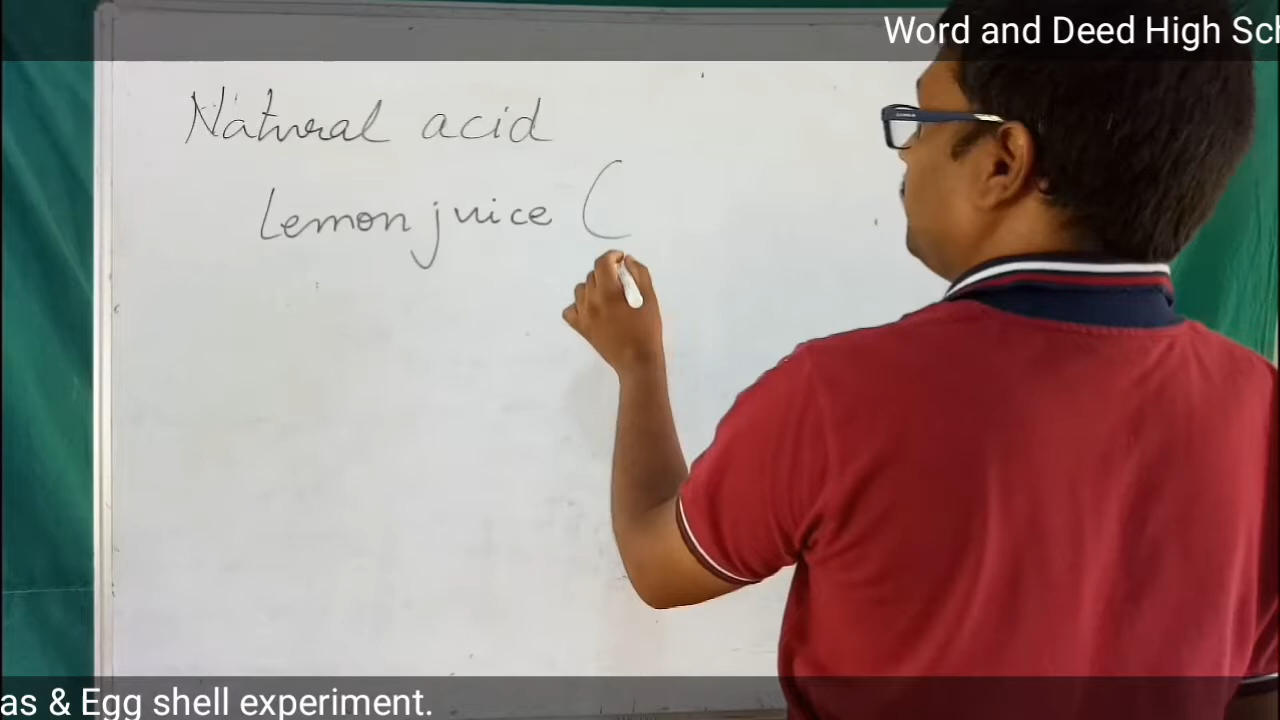 Word and Deed High Sch
Natural acid
Lemon juice (
as & Egg shell experiment.